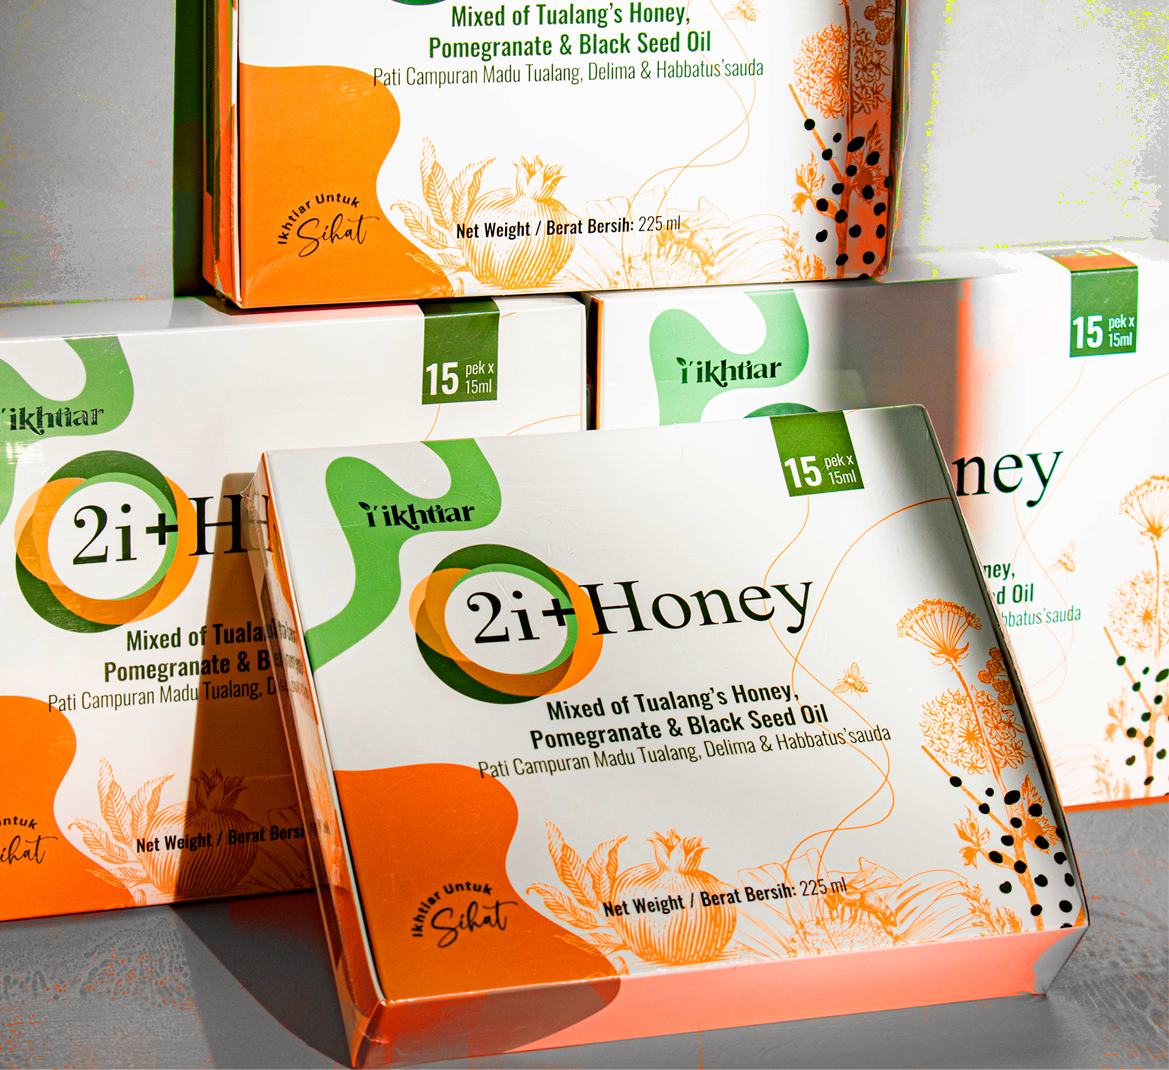 Mixed of Tualang's Honey,
Pomegranate & Black Seed Oil
Pati Campuran Madu Tualang, Delima & Habbatus'sauda
Ikhtiar Untuk
Sihat
Net Weight / Berat Bersih: 225 ml
15 pek x
15ml
ikhtiar
2i+H
Mixed of Tuala
Pomegranate & B
Pati Campuran Madu Tualang, D
ntuk
ihat
Net Weight / Berat Bersi
15 pek x
15ml
ikhtiar
ney
ney,
d Oil
bbatus'sauda
15 pek x
15ml
ikhtiar
2i+Honey
Mixed of Tualang's Honey,
Pomegranate & Black Seed Oil
Pati Campuran Madu Tualang, Delima & Habbatus'sauda
Ikhtiar Untuk
Sihat
Net Weight / Berat Bersih: 225 ml